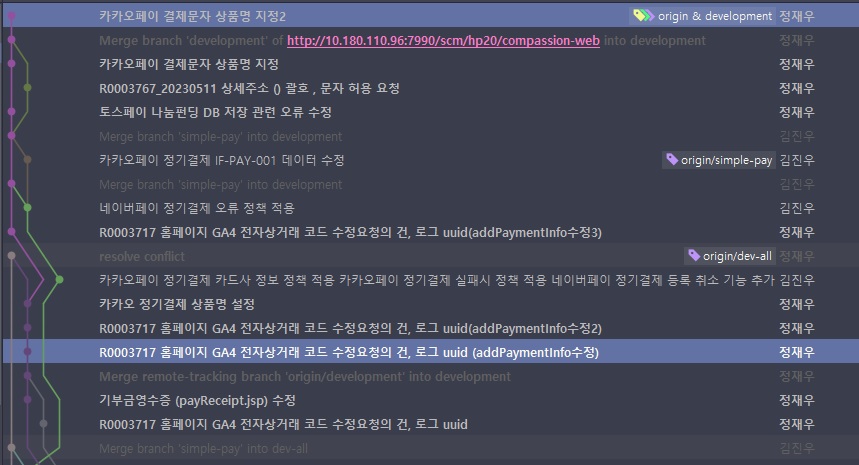 카카오페이 결제문자 상품명 지정2 origin & development 정재우
Merge branch 'development' of http://10.180.110.96:7990/scm/hp20/compassion-web into development 정재우
카카오페이 결제문자 상품명 지정 정재우
R0003767_20230511 상세주소 () 괄호 , 문자 허용 요청 정재우
토스페이 나눔펀딩 DB 저장 관련 오류 수정 정재우
Merge branch 'simple-pay' into development 김진우
카카오페이 정기결제 IF-PAY-001 데이터 수정 origin/simple-pay 김진우
Merge branch 'simple-pay' into development 김진우
네이버페이 정기결제 오류 정책 적용 김진우
R0003717 홈페이지 GA4 전자상거래 코드 수정요청의 건, 로그 uuid(addPaymentInfo수정3) 정재우
resolve conflict origin/dev-all 정재우
카카오페이 정기결제 카드사 정보 정책 적용 카카오페이 정기결제 실패시 정책 적용 네이버페이 정기결제 등록 취소 기능 추가 김진우
카카오 정기결제 상품명 설정 정재우
R0003717 홈페이지 GA4 전자상거래 코드 수정요청의 건, 로그 uuid(addPaymentInfo수정2) 정재우
R0003717 홈페이지 GA4 전자상거래 코드 수정요청의 건, 로그 uuid (addPaymentInfo수정) 정재우
Merge remote-tracking branch 'origin/development' into development 정재우
기부금영수증 (payReceipt.jsp) 수정 정재우
R0003717 홈페이지 GA4 전자상거래 코드 수정요청의 건, 로그 uuid 정재우
Merge branch 'simple-pay' into dev-all 김진우